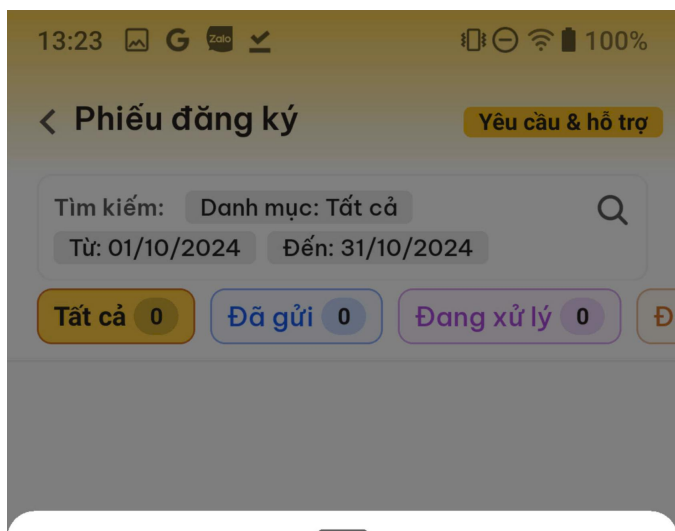 13:23 G Zalo 100%
Phiếu đăng ký Yêu cầu & hỗ trợ
Tìm kiếm: Danh mục: Tất cả
Từ: 01/10/2024 Đến: 31/10/2024
Tất cả 0 Đã gửi 0 Đang xử lý 0 Đ